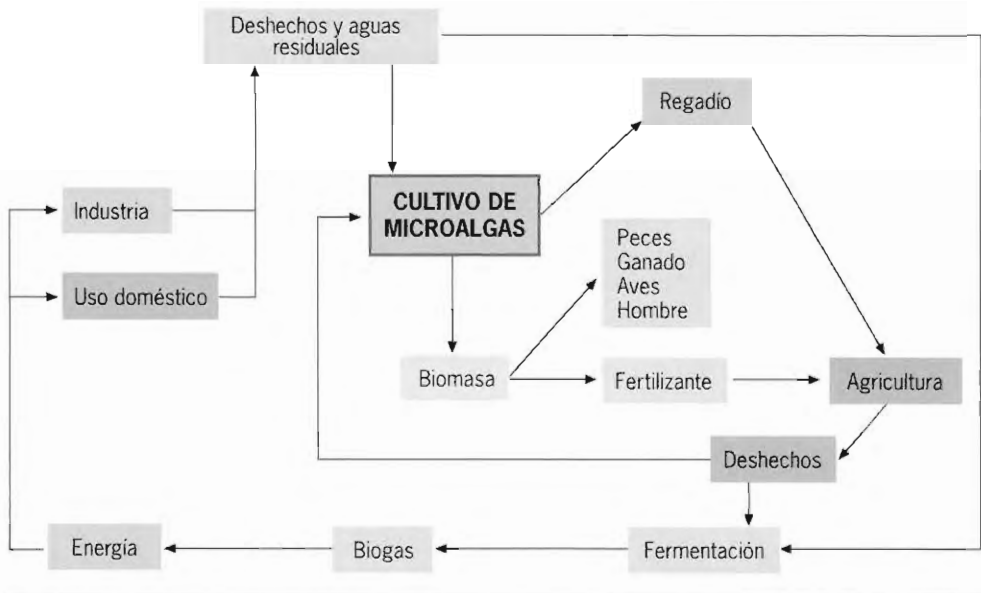 Deshechos y aguas
residuales
Regadío
Industria
CULTIVO DE
MICROALGAS
Peces
Ganado
Aves
Hombre
Uso doméstico
Biomasa
Fertilizante
Agricultura
Deshechos
Energía
Biogas
Fermentación